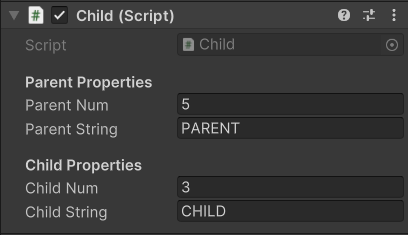 # Child (Script)
Script # Child
Parent Properties
Parent Num 5
Parent String PARENT
Child Properties
Child Num 3
Child String CHILD